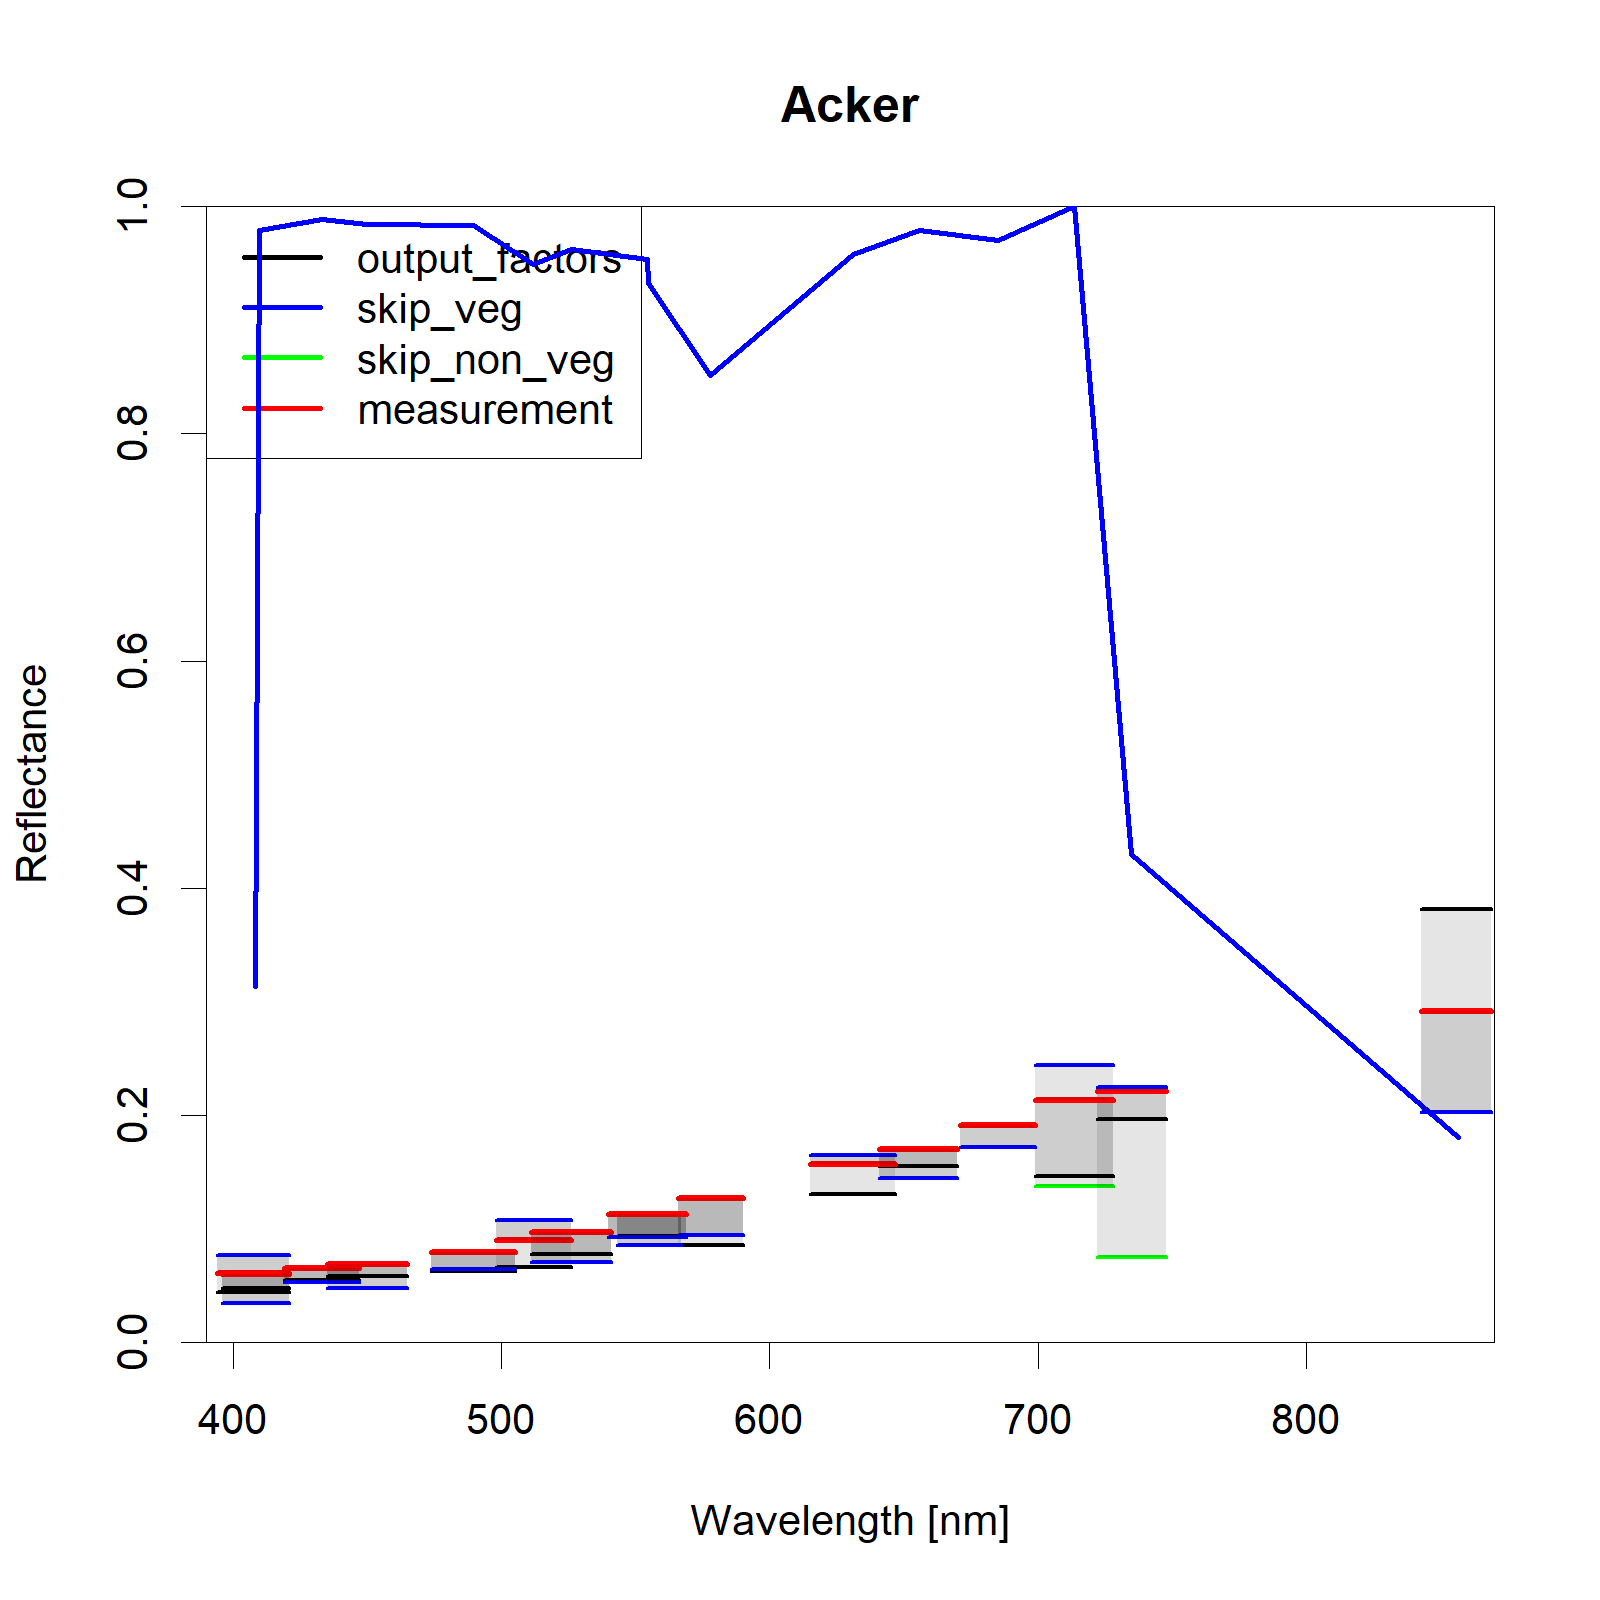 Acker
output_factors
skip_veg
skip_non_veg
measurement
1.0
0.8
0.6
0.4
0.2
0.0
Reflectance
400 500 600 700 800
Wavelength [nm]